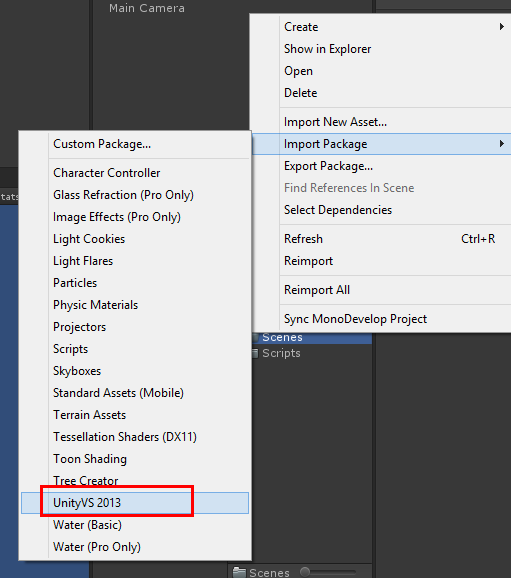 Main Camera
Create
Show in Explorer
Open
Delete
Import New Asset...
Import Package
Export Package...
Find References In Scene
Select Dependencies
Refresh Ctrl+R
Reimport
Reimport All
Sync MonoDevelop Project
Custom Package...
Character Controller
Glass Refraction (Pro Only)
Image Effects (Pro Only)
Light Cookies
Light Flares
Particles
Physic Materials
Projectors
Scripts
Skyboxes
Standard Assets (Mobile)
Terrain Assets
Tessellation Shaders (DX11)
Toon Shading
Tree Creator
UnityVS 2013
Water (Basic)
Water (Pro Only)
tats
Scenes
Scripts
Scenes